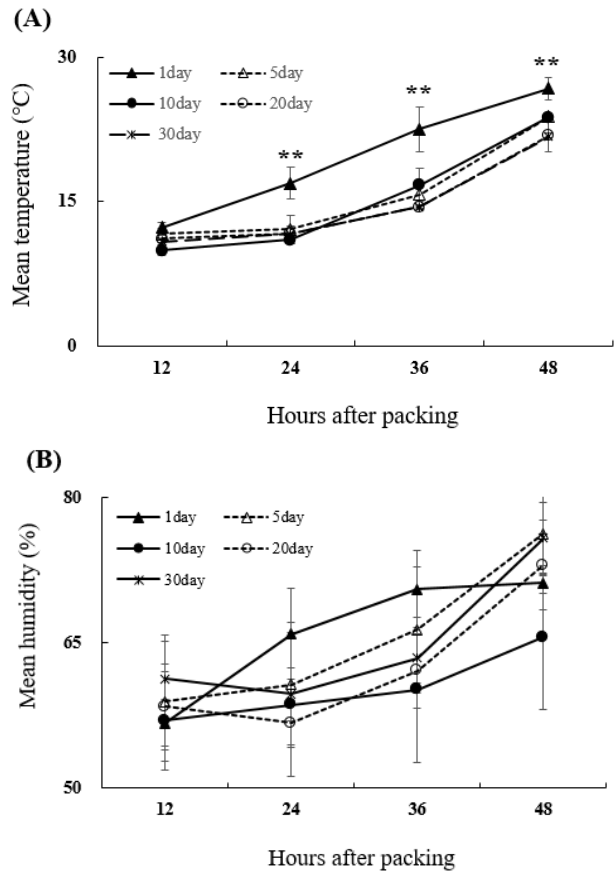 (A)
30
1day
5day
10day
20day
30day
**
**
**
15
0
Mean temperature (℃)
12
24
36
48
Hours after packing
(B)
80
1day
5day
10day
20day
30day
65
50
Mean humidity (%)
12
24
36
48
Hours after packing